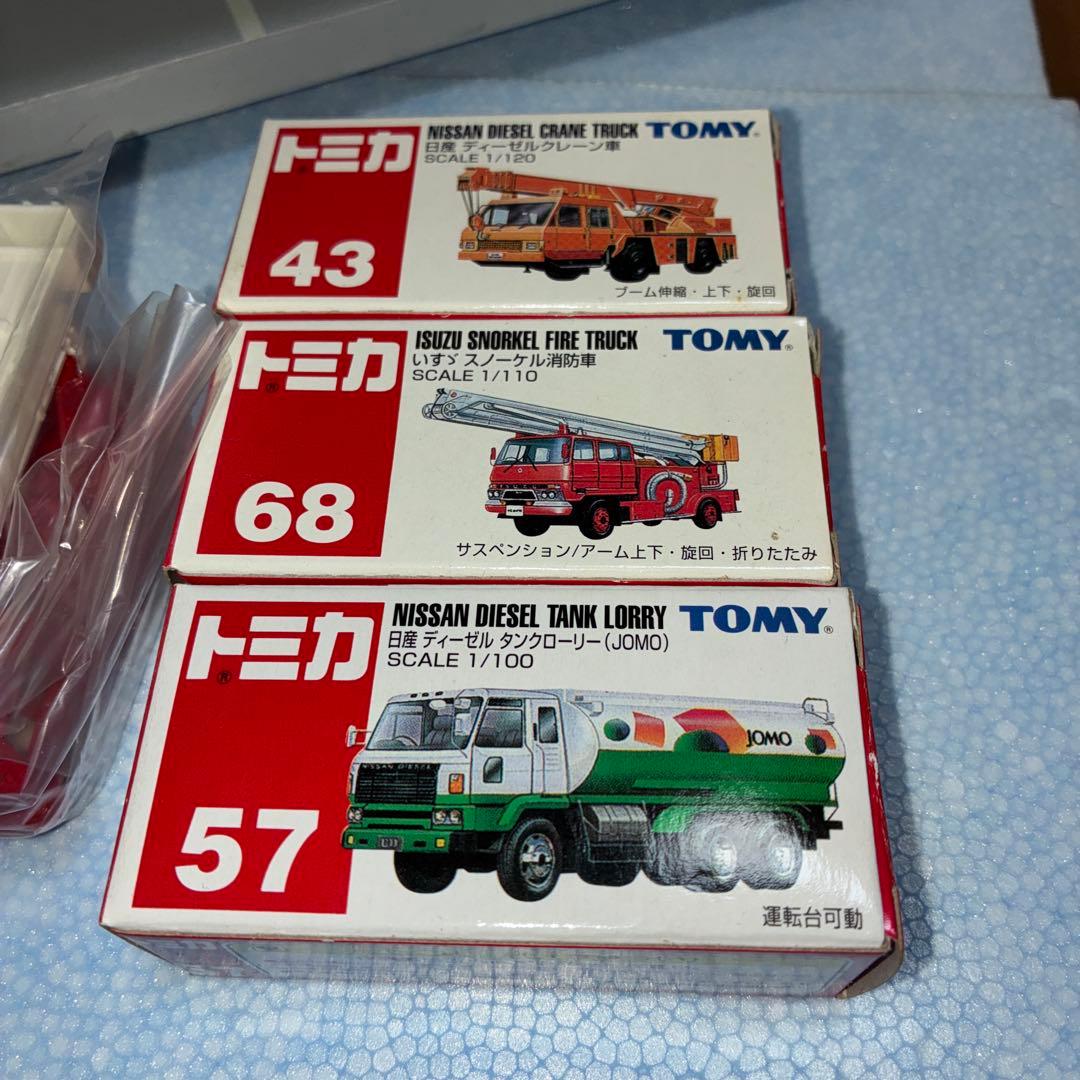 トミカ
®
43
NISSAN DIESEL CRANE TRUCK TOMY®
日産 ディーゼルクレーン車
SCALE 1/120
ブーム伸縮・上下・旋回
トミカ
®
68
ISUZU SNORKEL FIRE TRUCK TOMY®
いすゞ スノーケル消防車
SCALE 1/110
サスペンション/アーム上下・旋回・折りたたみ
トミカ
®
57
NISSAN DIESEL TANK LORRY TOMY®
日産 ディーゼル タンクローリー(JOMO)
SCALE 1/100
JOMO
運転台可動